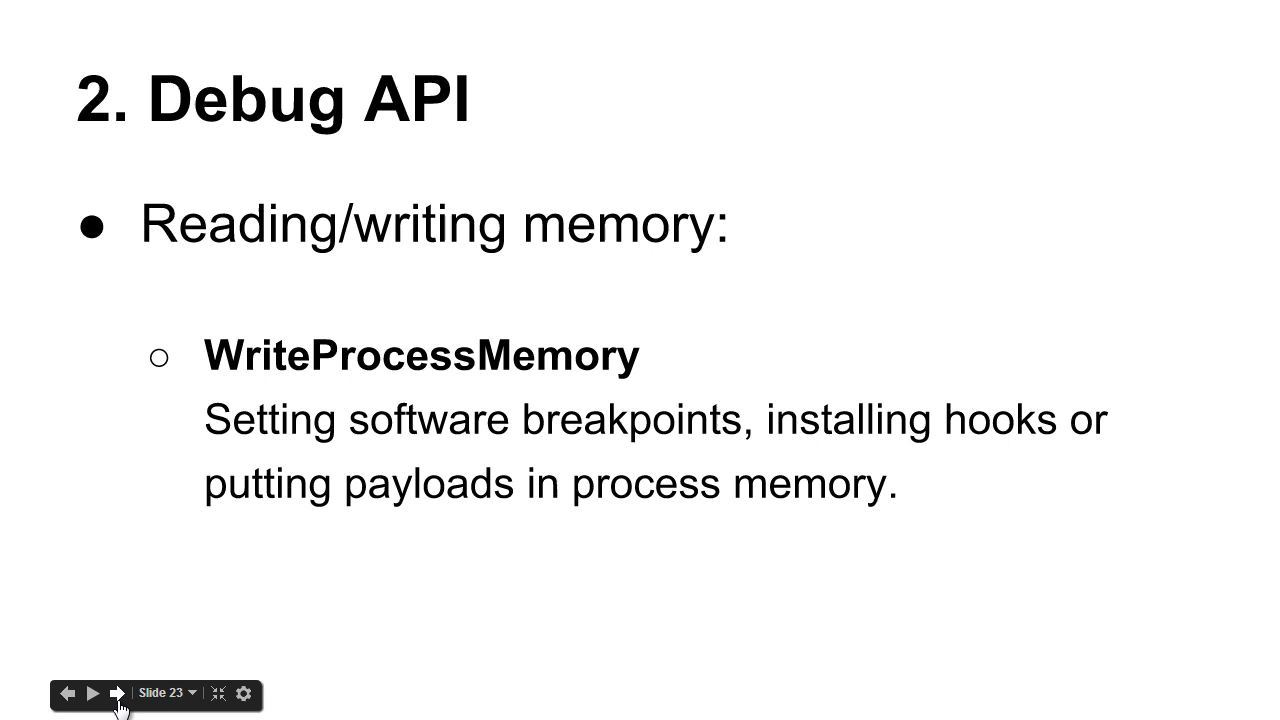 2. Debug API
● Reading/writing memory:
○ WriteProcessMemory
Setting software breakpoints, installing hooks or
putting payloads in process memory.
Slide 23